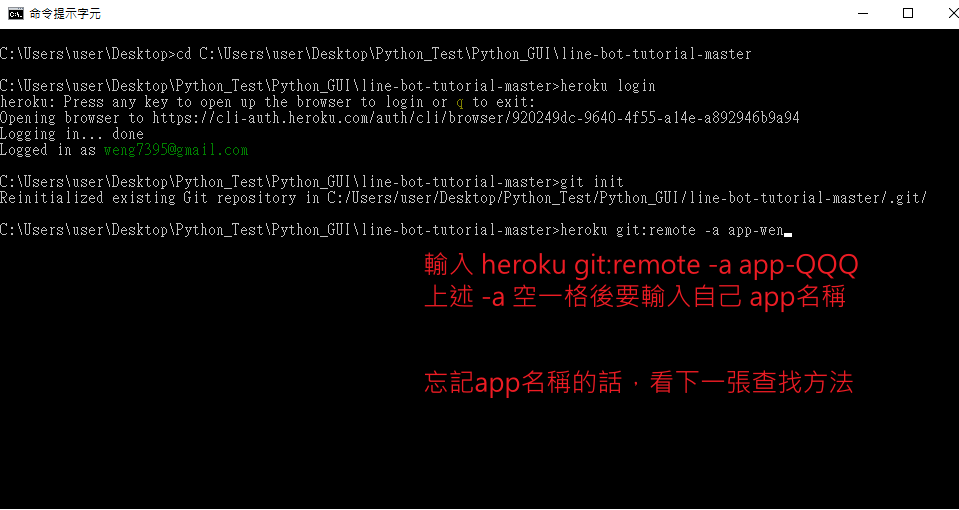 命令提示字元
C:\Users\user\Desktop>cd C:\Users\user\Desktop\Python_Test\Python_GUI\line-bot-tutorial-master
C:\Users\user\Desktop\Python_Test\Python_GUI\line-bot-tutorial-master>heroku login
heroku: Press any key to open up the browser to login or q to exit:
Opening browser to https://cli-auth.heroku.com/auth/cli/browser/920249dc-9640-4f55-a14e-a892946b9a94
Logging in... done
Logged in as weng7395@gmail.com
C:\Users\user\Desktop\Python_Test\Python_GUI\line-bot-tutorial-master>git init
Reinitialized existing Git repository in C:/Users/user/Desktop/Python_Test/Python_GUI/line-bot-tutorial-master/.git/
C:\Users\user\Desktop\Python_Test\Python_GUI\line-bot-tutorial-master>heroku git:remote -a app-wen
輸入 heroku git:remote -a app-QQQ
上述 -a 空一格後要輸入自己 app名稱
忘記app名稱的話，看下一張查找方法